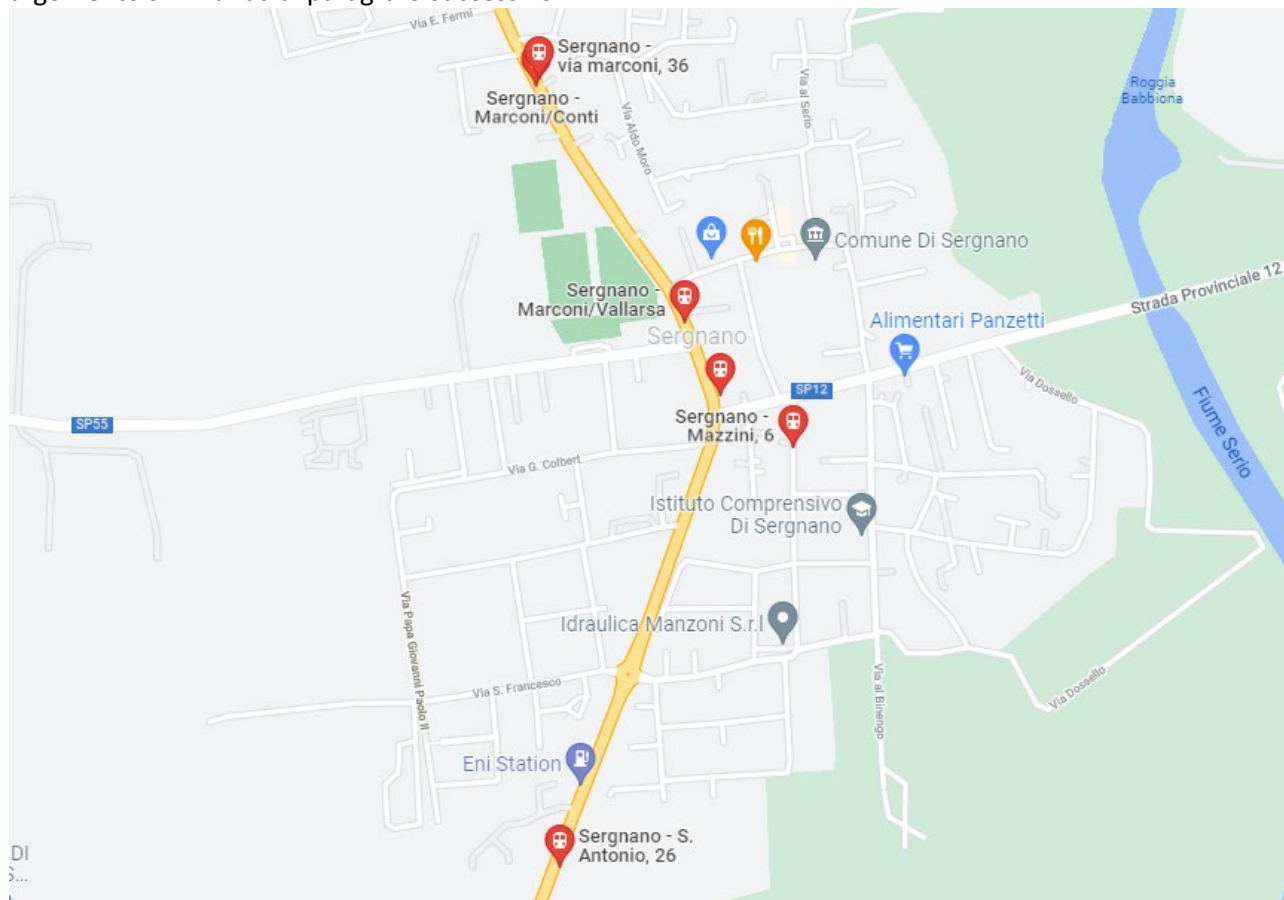 Via E. Fermi
Sergnano -
via marconi, 36
Sergnano -
Marconi/Conti
Via Aldo Moro
Via al Serio
Roggia
Babbiona
Comune Di Sergnano
Sergnano -
Marconi/Vallarsa
Sergnano
Strada Provinciale 12
Alimentari Panzetti
SP12
Via Dossello
SP55
Sergnano -
Mazzini, 6
Fiume Serio
Via G. Colbert
Istituto Comprensivo
Di Sergnano
Idraulica Manzoni S.r.l
Via Papa Giovanni Paolo II
Via S. Francesco
Via al Binengo
Via Dossello
Eni Station
Sergnano - S.
Antonio, 26
DI
S...